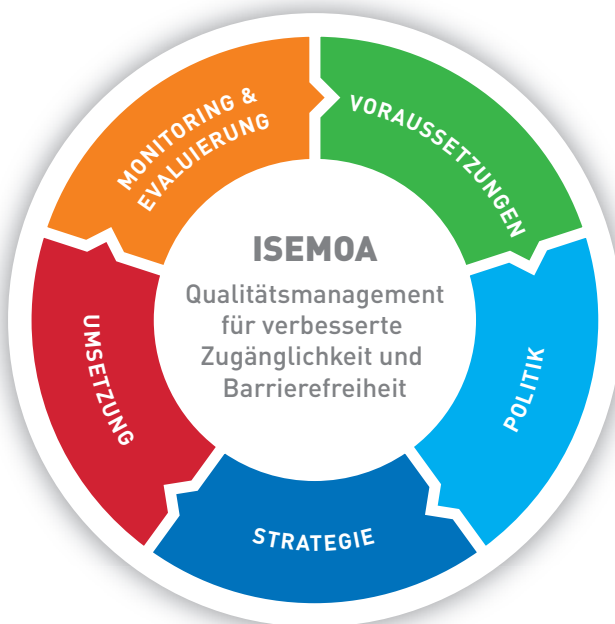 MONITORING &
EVALUIERUNG
VORAUSSETZUNGEN
ISEMOA
Qualitätsmanagement
für verbesserte
Zugänglichkeit und
Barrierefreiheit
UMSETZUNG
POLITIK
STRATEGIE